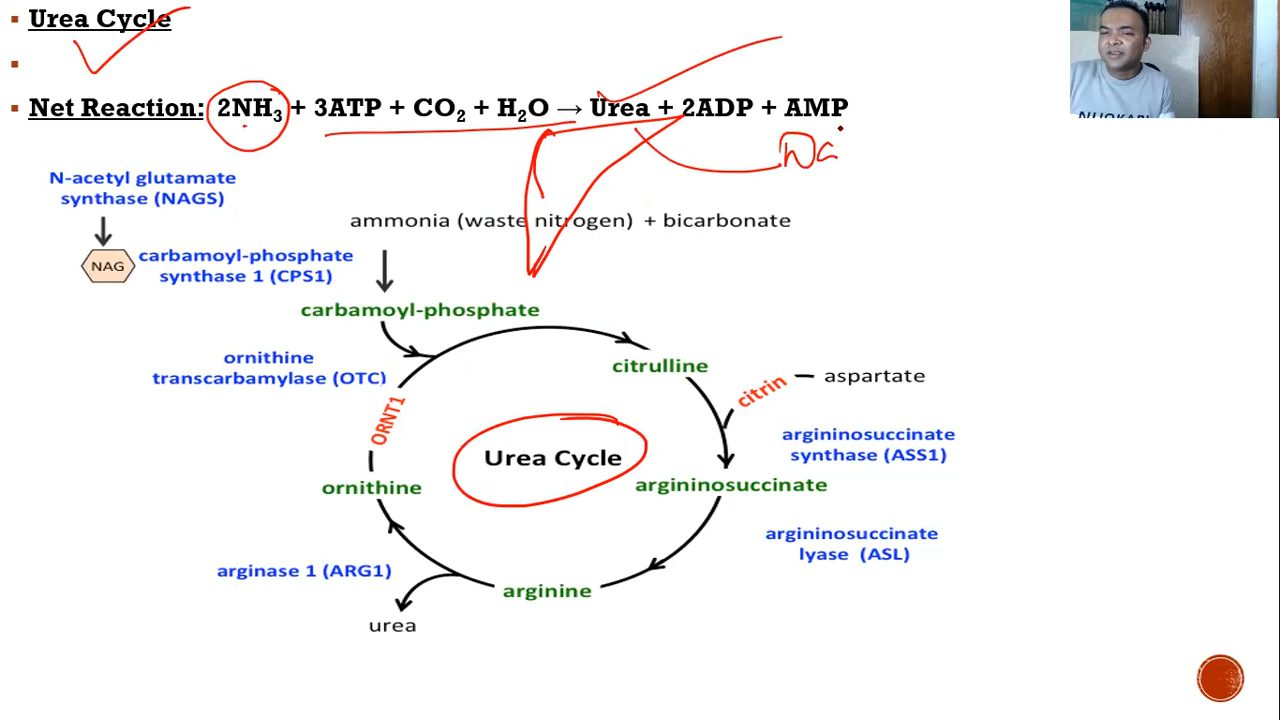 Urea Cycle
Net Reaction: 2NH₃ + 3ATP + CO₂ + H₂O → Urea + 2ADP + AMP
N-acetyl glutamate
synthase (NAGS)
NAG
carbamoyl-phosphate
synthase 1 (CPS1)
ammonia (waste nitrogen) + bicarbonate
carbamoyl-phosphate
ornithine
transcarbamylase (OTC)
citrulline
citrin
aspartate
ORNT1
argininosuccinate
synthase (ASS1)
Urea Cycle
ornithine
argininosuccinate
argininosuccinate
lyase (ASL)
arginase 1 (ARG1)
arginine
urea